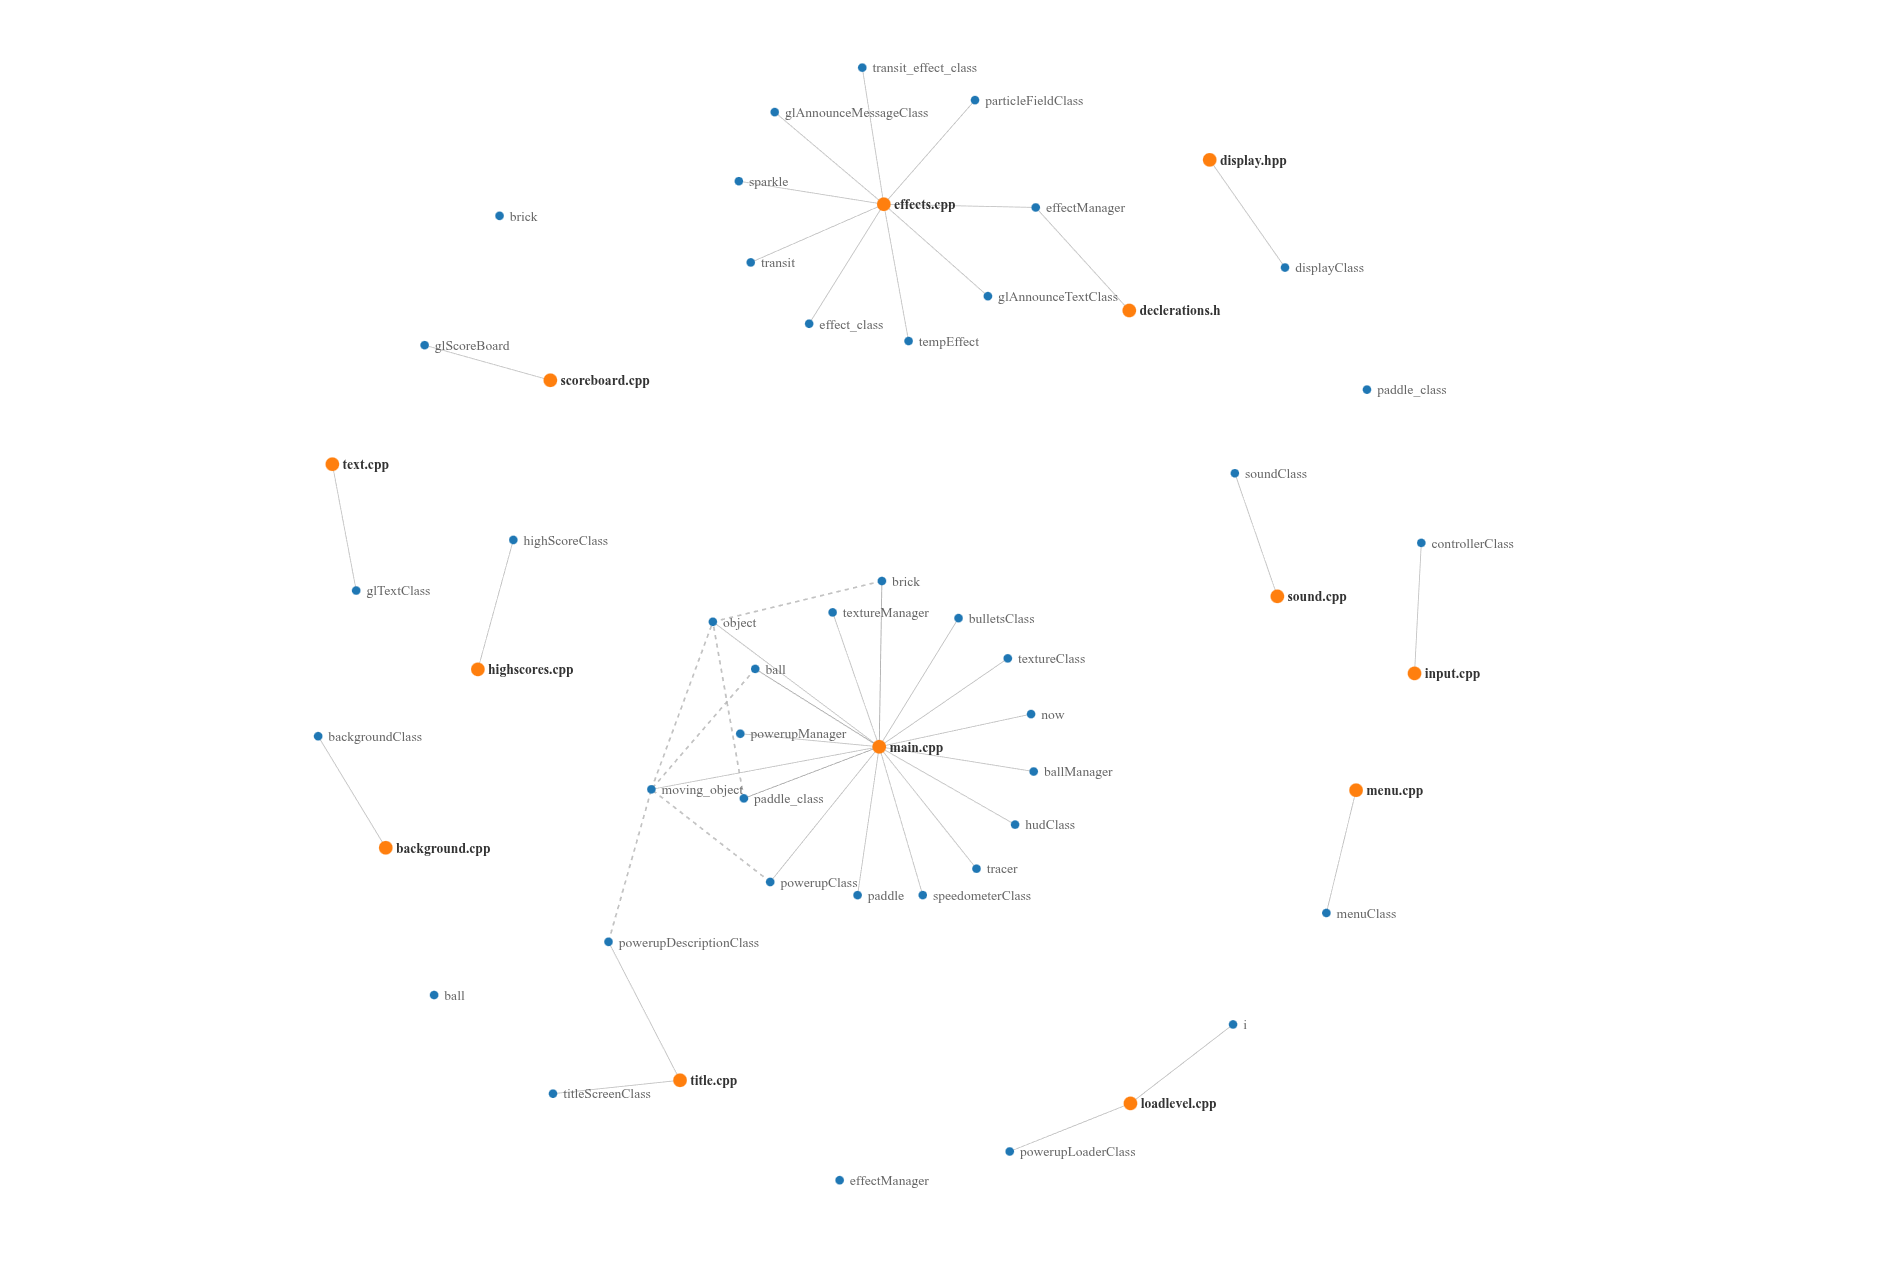 transit_effect_class
particleFieldClass
glAnnounceMessageClass
display.hpp
sparkle
effects.cpp
effectManager
brick
transit
displayClass
glAnnounceTextClass
declerations.h
effect_class
tempEffect
glScoreBoard
scoreboard.cpp
paddle_class
text.cpp
soundClass
highScoreClass
controllerClass
brick
glTextClass
sound.cpp
textureManager
bulletsClass
object
textureClass
highscores.cpp
ball
input.cpp
now
powerupManager
backgroundClass
main.cpp
ballManager
moving_object
menu.cpp
paddle_class
hudClass
background.cpp
tracer
powerupClass
paddle
speedometerClass
menuClass
powerupDescriptionClass
ball
i
title.cpp
titleScreenClass
loadlevel.cpp
powerupLoaderClass
effectManager